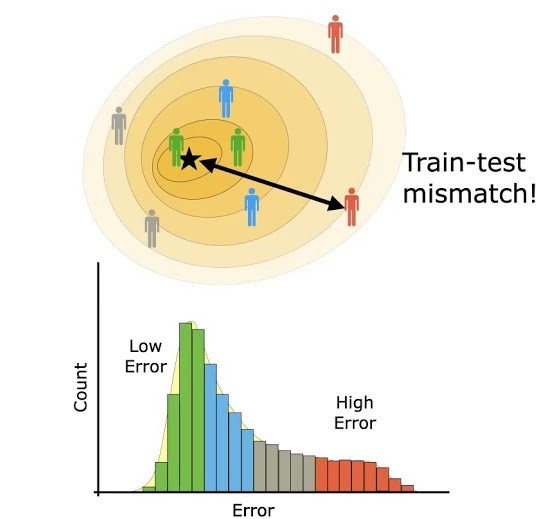 Train-test
mismatch!
Low
Error
High
Error
Count
Error